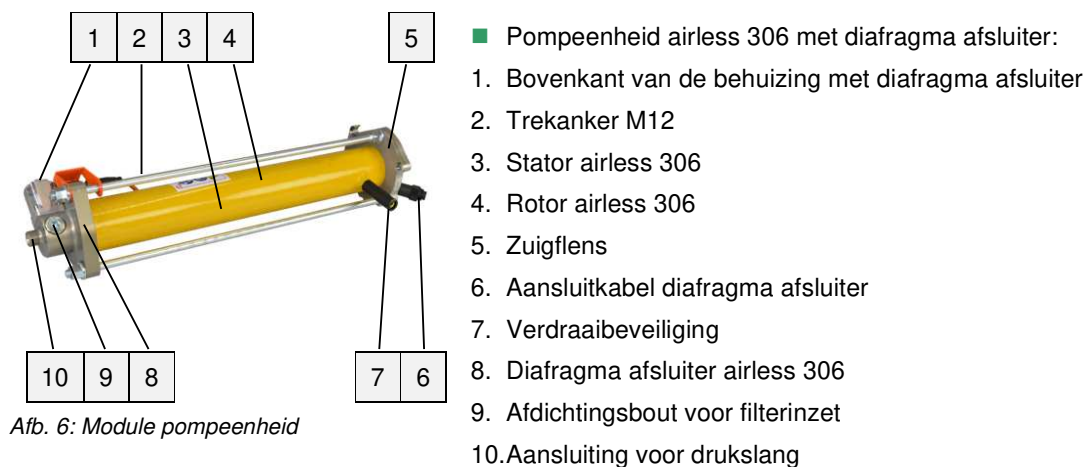 1 2 3 4 5
10 9 8 7 6
Afb. 6: Module pompeenheid
Pompeenheid airless 306 met diafragma afsluiter:
1. Bovenkant van de behuizing met diafragma afsluiter
2. Trekanker M12
3. Stator airless 306
4. Rotor airless 306
5. Zuigflens
6. Aansluitkabel diafragma afsluiter
7. Verdraaibeveiliging
8. Diafragma afsluiter airless 306
9. Afdichtingsbout voor filterinzet
10.Aansluiting voor drukslang